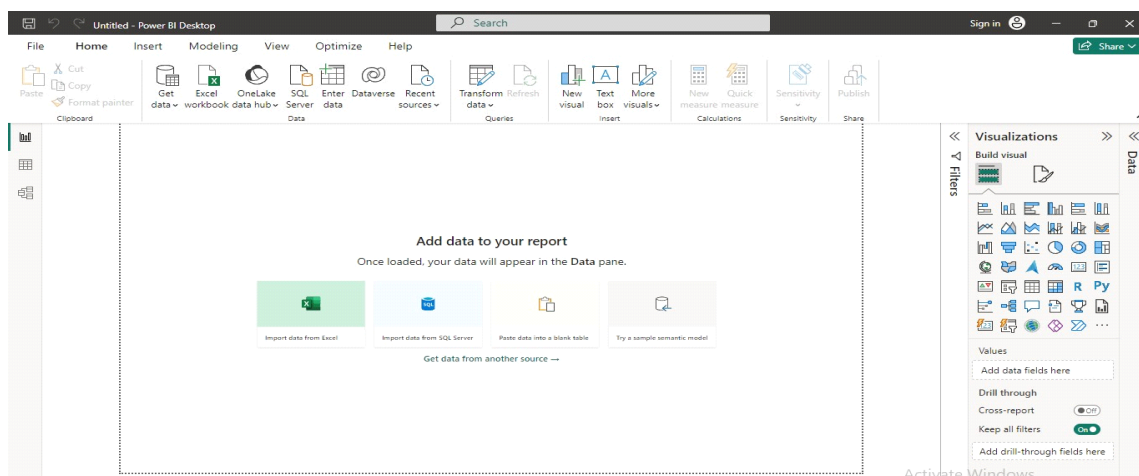 Untitled - Power BI Desktop
Search
Sign in
File Home Insert Modeling View Optimize Help
Share
Paste
Cut
Copy
Format painter
Clipboard
Get data
Excel workbook
OneLake data hub
SQL Server
Enter data
Dataverse
Recent sources
Data
Transform data
Refresh
Queries
New visual
Text box
More visuals
Insert
New measure
Quick measure
Calculations
Sensitivity
Sensitivity
Publish
Share
Add data to your report
Once loaded, your data will appear in the Data pane.
SQL
Import data from Excel
Import data from SQL Server
Paste data into a blank table
Try a sample semantic model
Get data from another source →
Filters
Visualizations
Build visual
123
R Py
123
Values
Add data fields here
Drill through
Cross-report
Off
Keep all filters
On
Add drill-through fields here
Data
Activate Windows